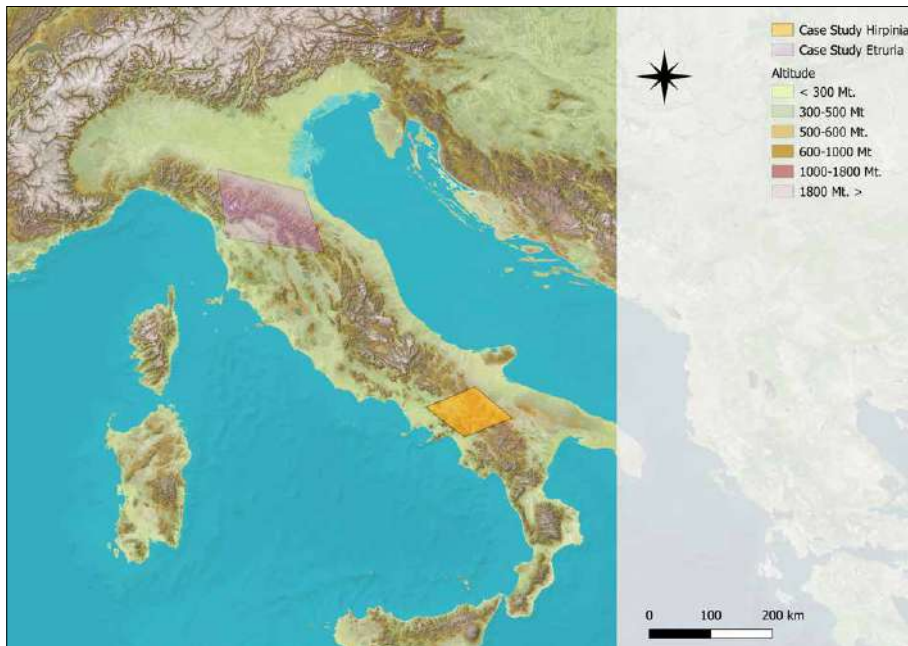 Case Study Hirpinia
Case Study Etruria
Altitude
< 300 Mt.
300-500 Mt
500-600 Mt.
600-1000 Mt
1000-1800 Mt.
1800 Mt. >
0 100 200 km